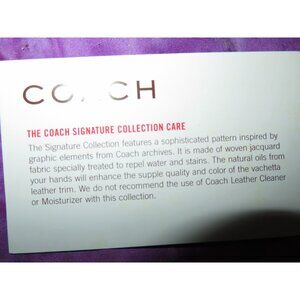 COACH
THE COACH SIGNATURE COLLECTION CARE
The Signature Collection features a sophisticated pattern inspired by
graphic elements from Coach archives. It is made of woven jacquard
fabric specially treated to repel water and stains. The natural oils from
your hands will enhance the supple quality and color of the vachetta
leather trim. We do not recommend the use of Coach Leather Cleaner
or Moisturizer with this collection.